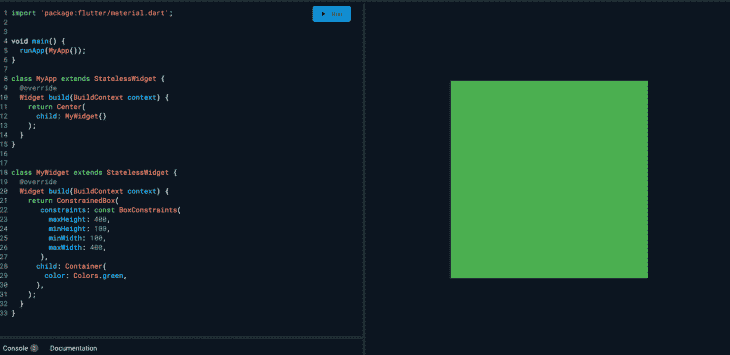 1 import 'package:flutter/material.dart';
Run
2
3
4 void main() {
5 runApp(MyApp());
6 }
7
8 class MyApp extends StatelessWidget {
9 @override
10 Widget build(BuildContext context) {
11 return Center(
12 child: MyWidget()
13 );
14 }
15 }
16
17
18 class MyWidget extends StatelessWidget {
19 @override
20 Widget build(BuildContext context) {
21 return ConstrainedBox(
22 constraints: const BoxConstraints(
23 maxHeight: 400,
24 minHeight: 100,
25 minWidth: 100,
26 maxWidth: 400,
27 ),
28 child: Container(
29 color: Colors.green,
30 ),
31 );
32 }
33 }
Console
Documentation